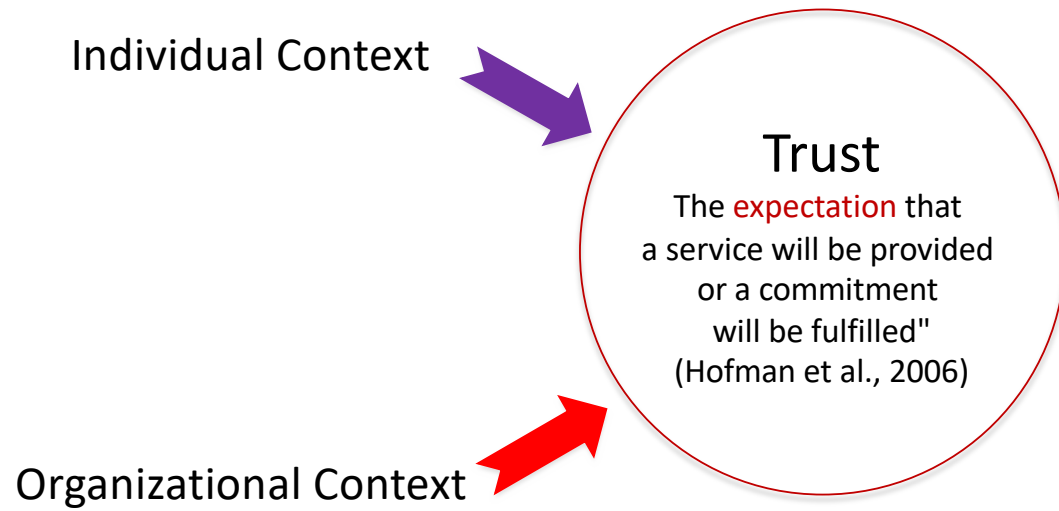 Individual Context
Trust
The expectation that
a service will be provided
or a commitment
will be fulfilled"
(Hofman et al., 2006)
Organizational Context